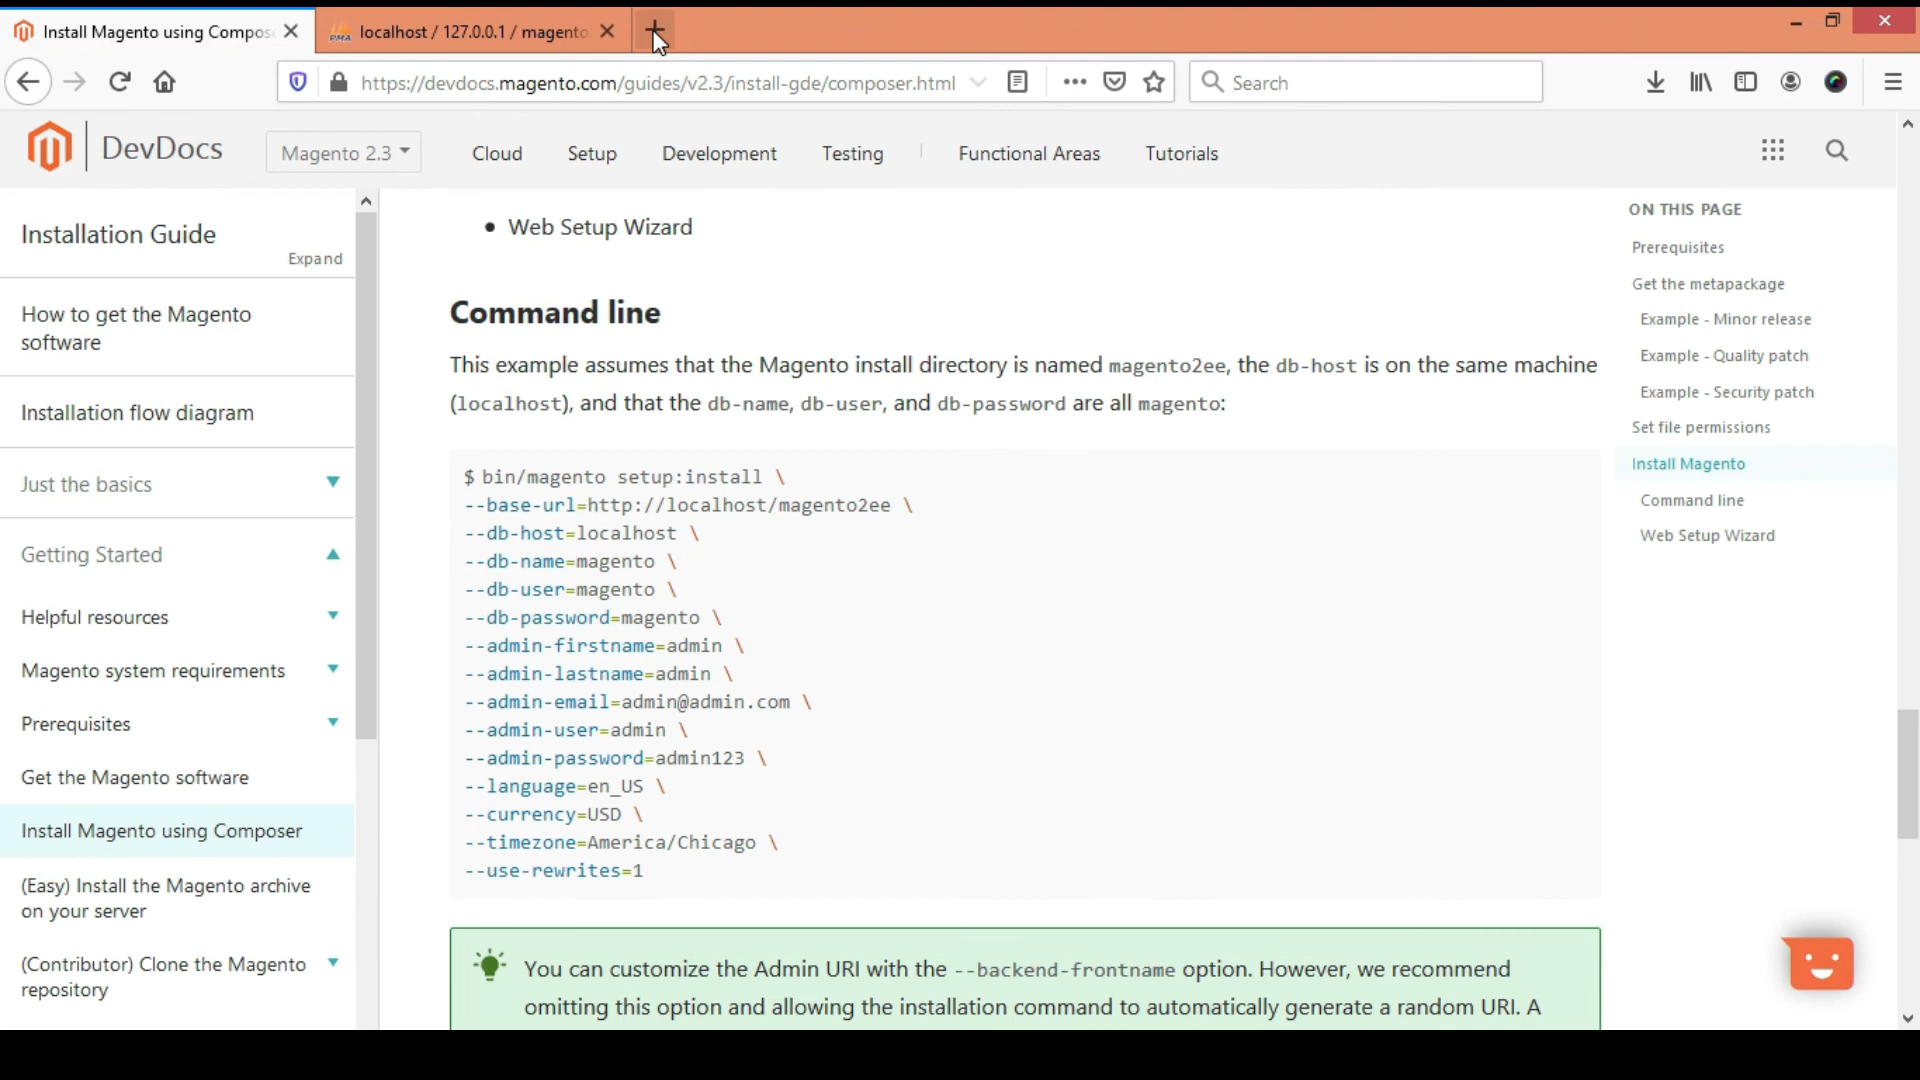 Install Magento using Compos
localhost / 127.0.0.1 / magento
https://devdocs.magento.com/guides/v2.3/install-gde/composer.html
Search
DevDocs
Magento 2.3
Cloud
Setup
Development
Testing
Functional Areas
Tutorials
Installation Guide
Expand
How to get the Magento
software
Installation flow diagram
Just the basics
Getting Started
Helpful resources
Magento system requirements
Prerequisites
Get the Magento software
Install Magento using Composer
(Easy) Install the Magento archive
on your server
(Contributor) Clone the Magento
repository
• Web Setup Wizard
Command line
This example assumes that the Magento install directory is named magento2ee, the db-host is on the same machine
(localhost), and that the db-name, db-user, and db-password are all magento:
$ bin/magento setup:install \
--base-url=http://localhost/magento2ee \
--db-host=localhost \
--db-name=magento \
--db-user=magento \
--db-password=magento \
--admin-firstname=admin \
--admin-lastname=admin \
--admin-email=admin@admin.com \
--admin-user=admin \
--admin-password=admin123 \
--language=en_US \
--currency=USD \
--timezone=America/Chicago \
--use-rewrites=1
You can customize the Admin URI with the --backend-frontname option. However, we recommend
omitting this option and allowing the installation command to automatically generate a random URI. A
ON THIS PAGE
Prerequisites
Get the metapackage
Example - Minor release
Example - Quality patch
Example - Security patch
Set file permissions
Install Magento
Command line
Web Setup Wizard